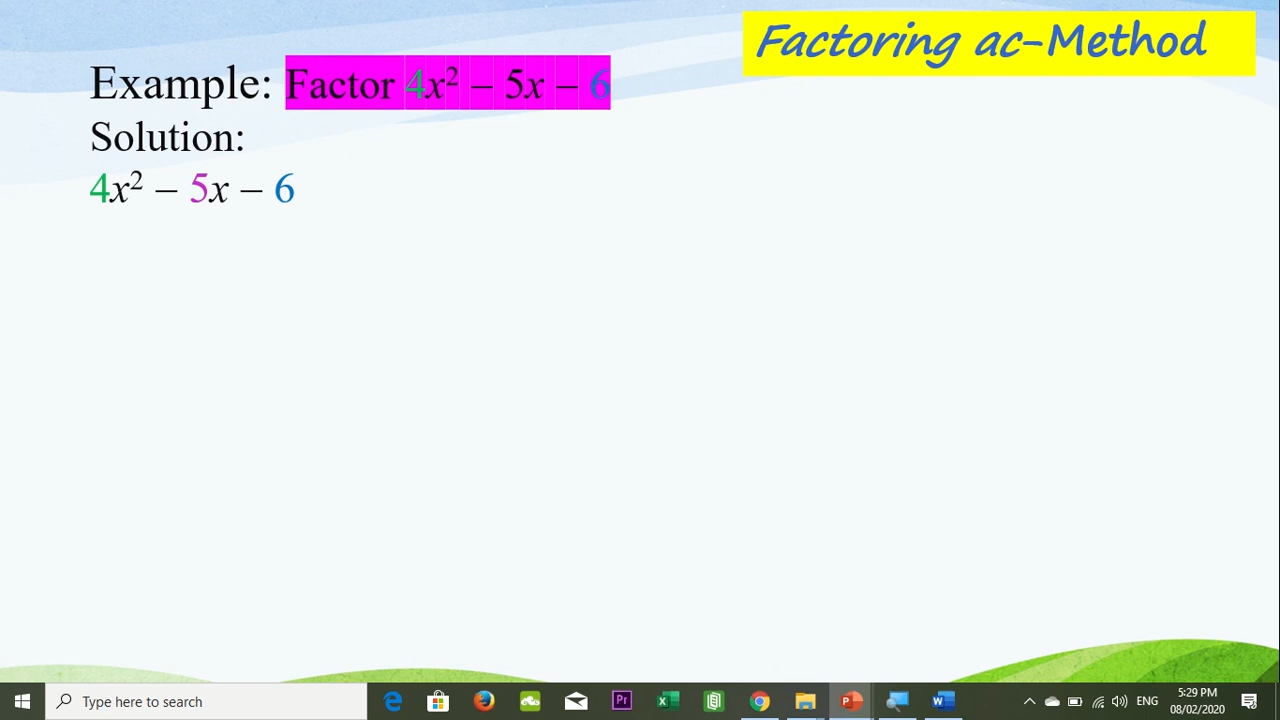 Factoring ac-Method
Example: Factor 4x² – 5x – 6
Solution:
4x² – 5x – 6
Type here to search
Pr
ENG
5:29 PM
08/02/2020